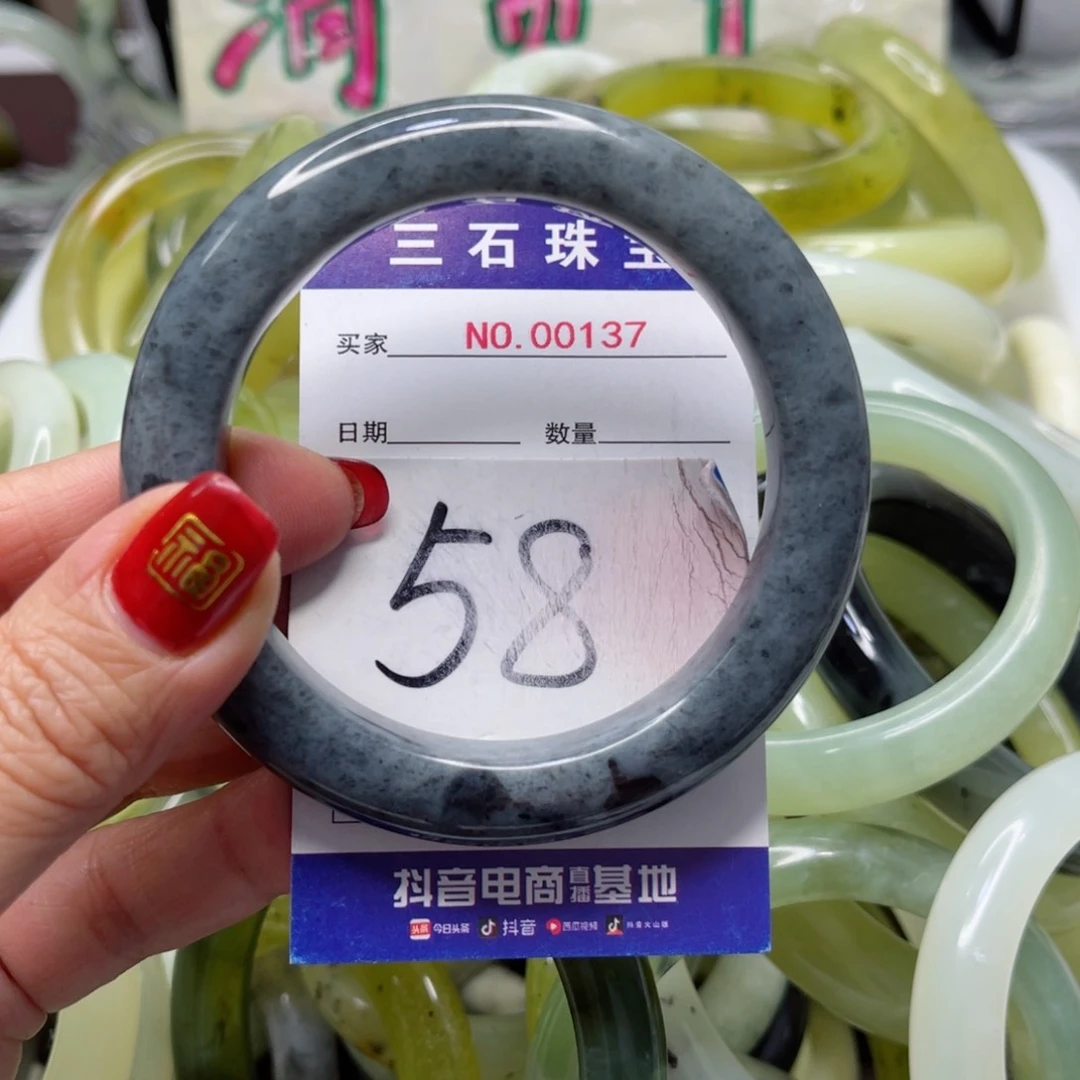 三石珠
买家 NO.00137
日期 数量
58
福
抖音电商直播基地
头条 今日头条 抖音 西瓜视频 抖音火山版